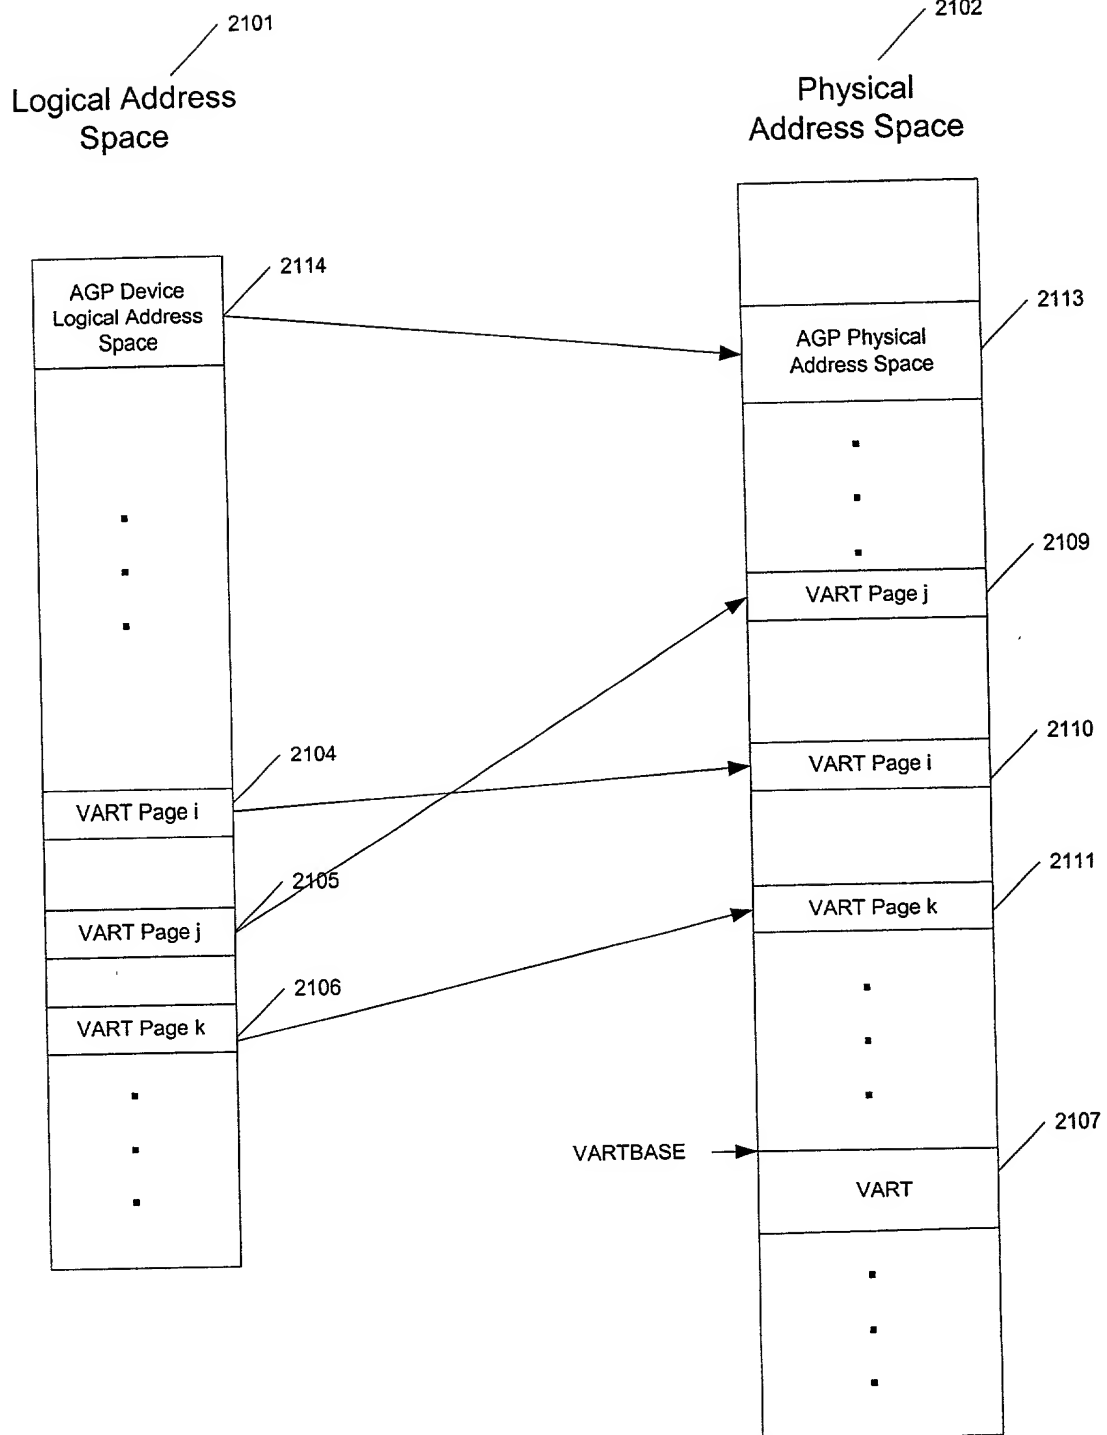 2101
2102
Logical Address
Space
Physical
Address Space
2114
AGP Device
Logical Address
Space
2113
AGP Physical
Address Space
2109
VART Page j
2104
VART Page i
2110
VART Page i
2105
VART Page j
2111
VART Page k
2106
VART Page k
2107
VARTBASE
VART